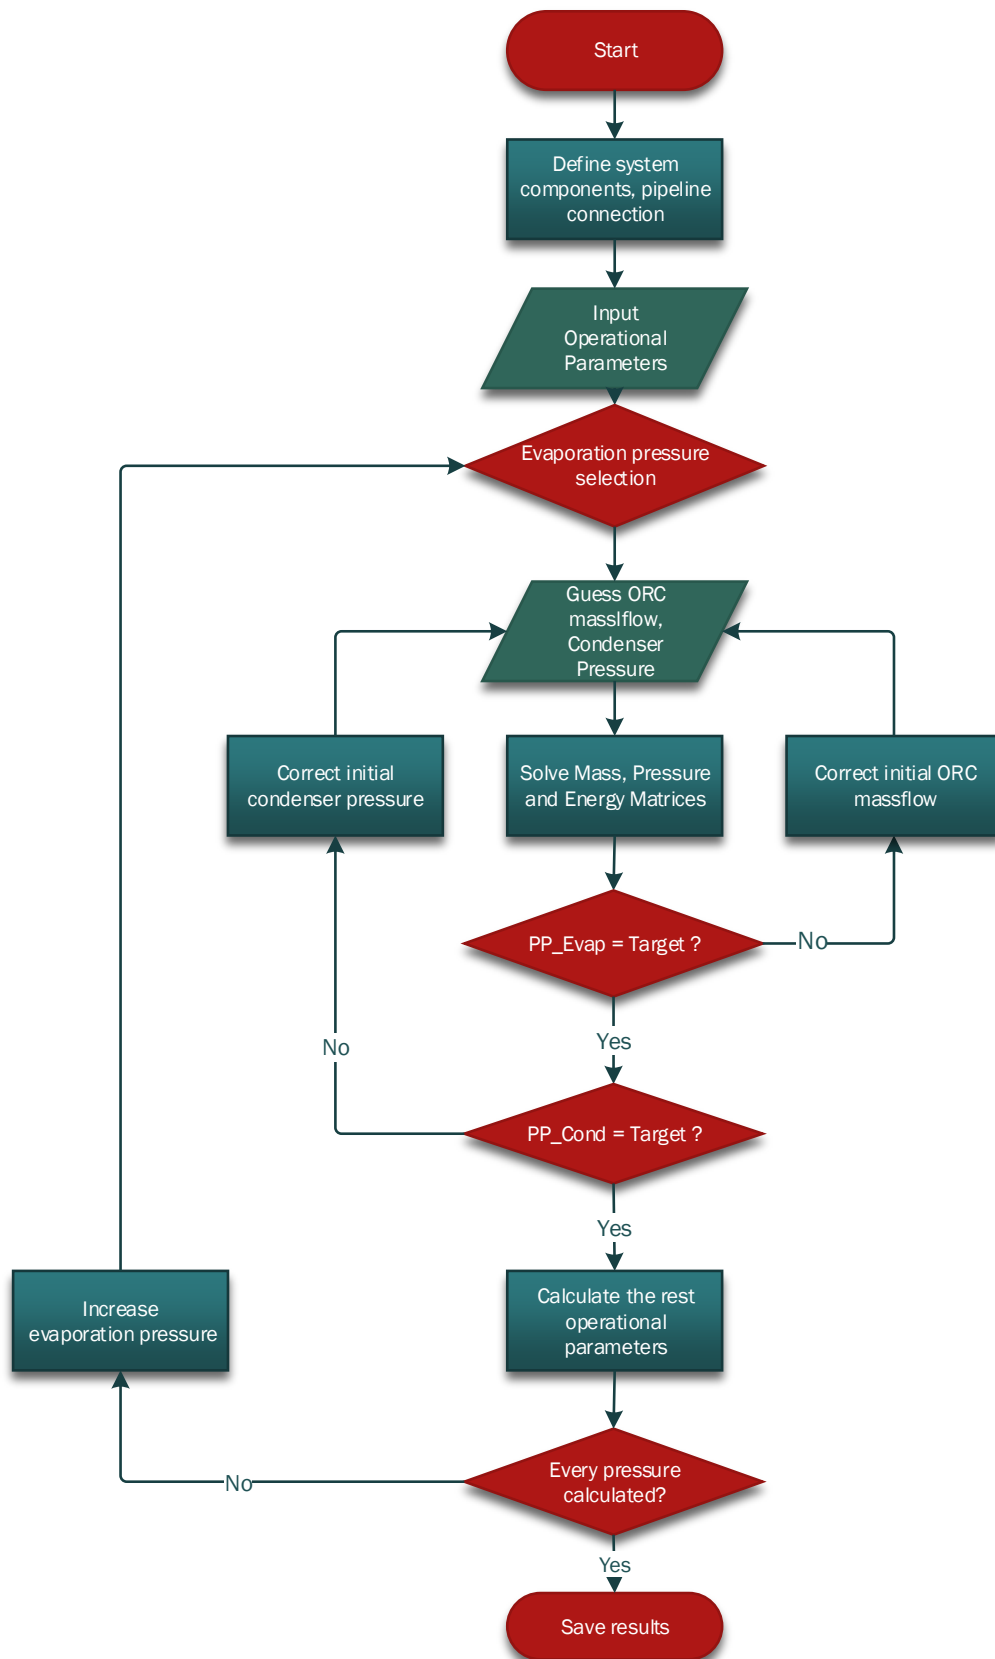 Start
Define system
components, pipeline
connection
Input
Operational
Parameters
Evaporation pressure
selection
Guess ORC
masslflow,
Condenser
Pressure
Correct initial
condenser pressure
Solve Mass, Pressure
and Energy Matrices
Correct initial ORC
massflow
PP_Evap = Target ?
No
Yes
No
PP_Cond = Target ?
Yes
Calculate the rest
operational
parameters
Increase
evaporation pressure
Every pressure
calculated?
No
Yes
Save results